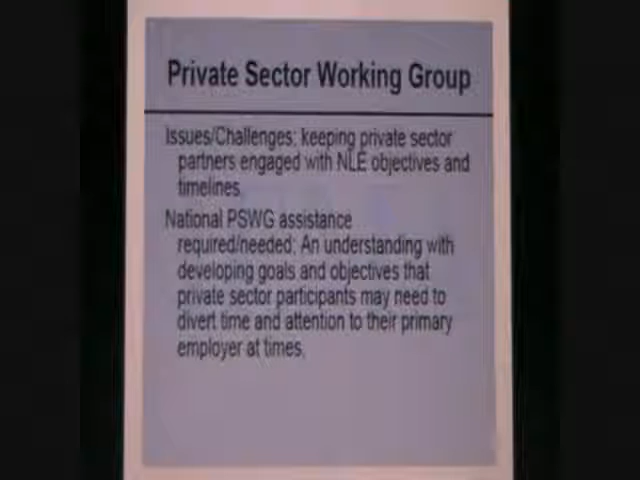 Private Sector Working Group
Issues/Challenges: keeping private sector
partners engaged with NLE objectives and
timelines.
National PSWG assistance
required/needed: An understanding with
developing goals and objectives that
private sector participants may need to
divert time and attention to their primary
employer at times.